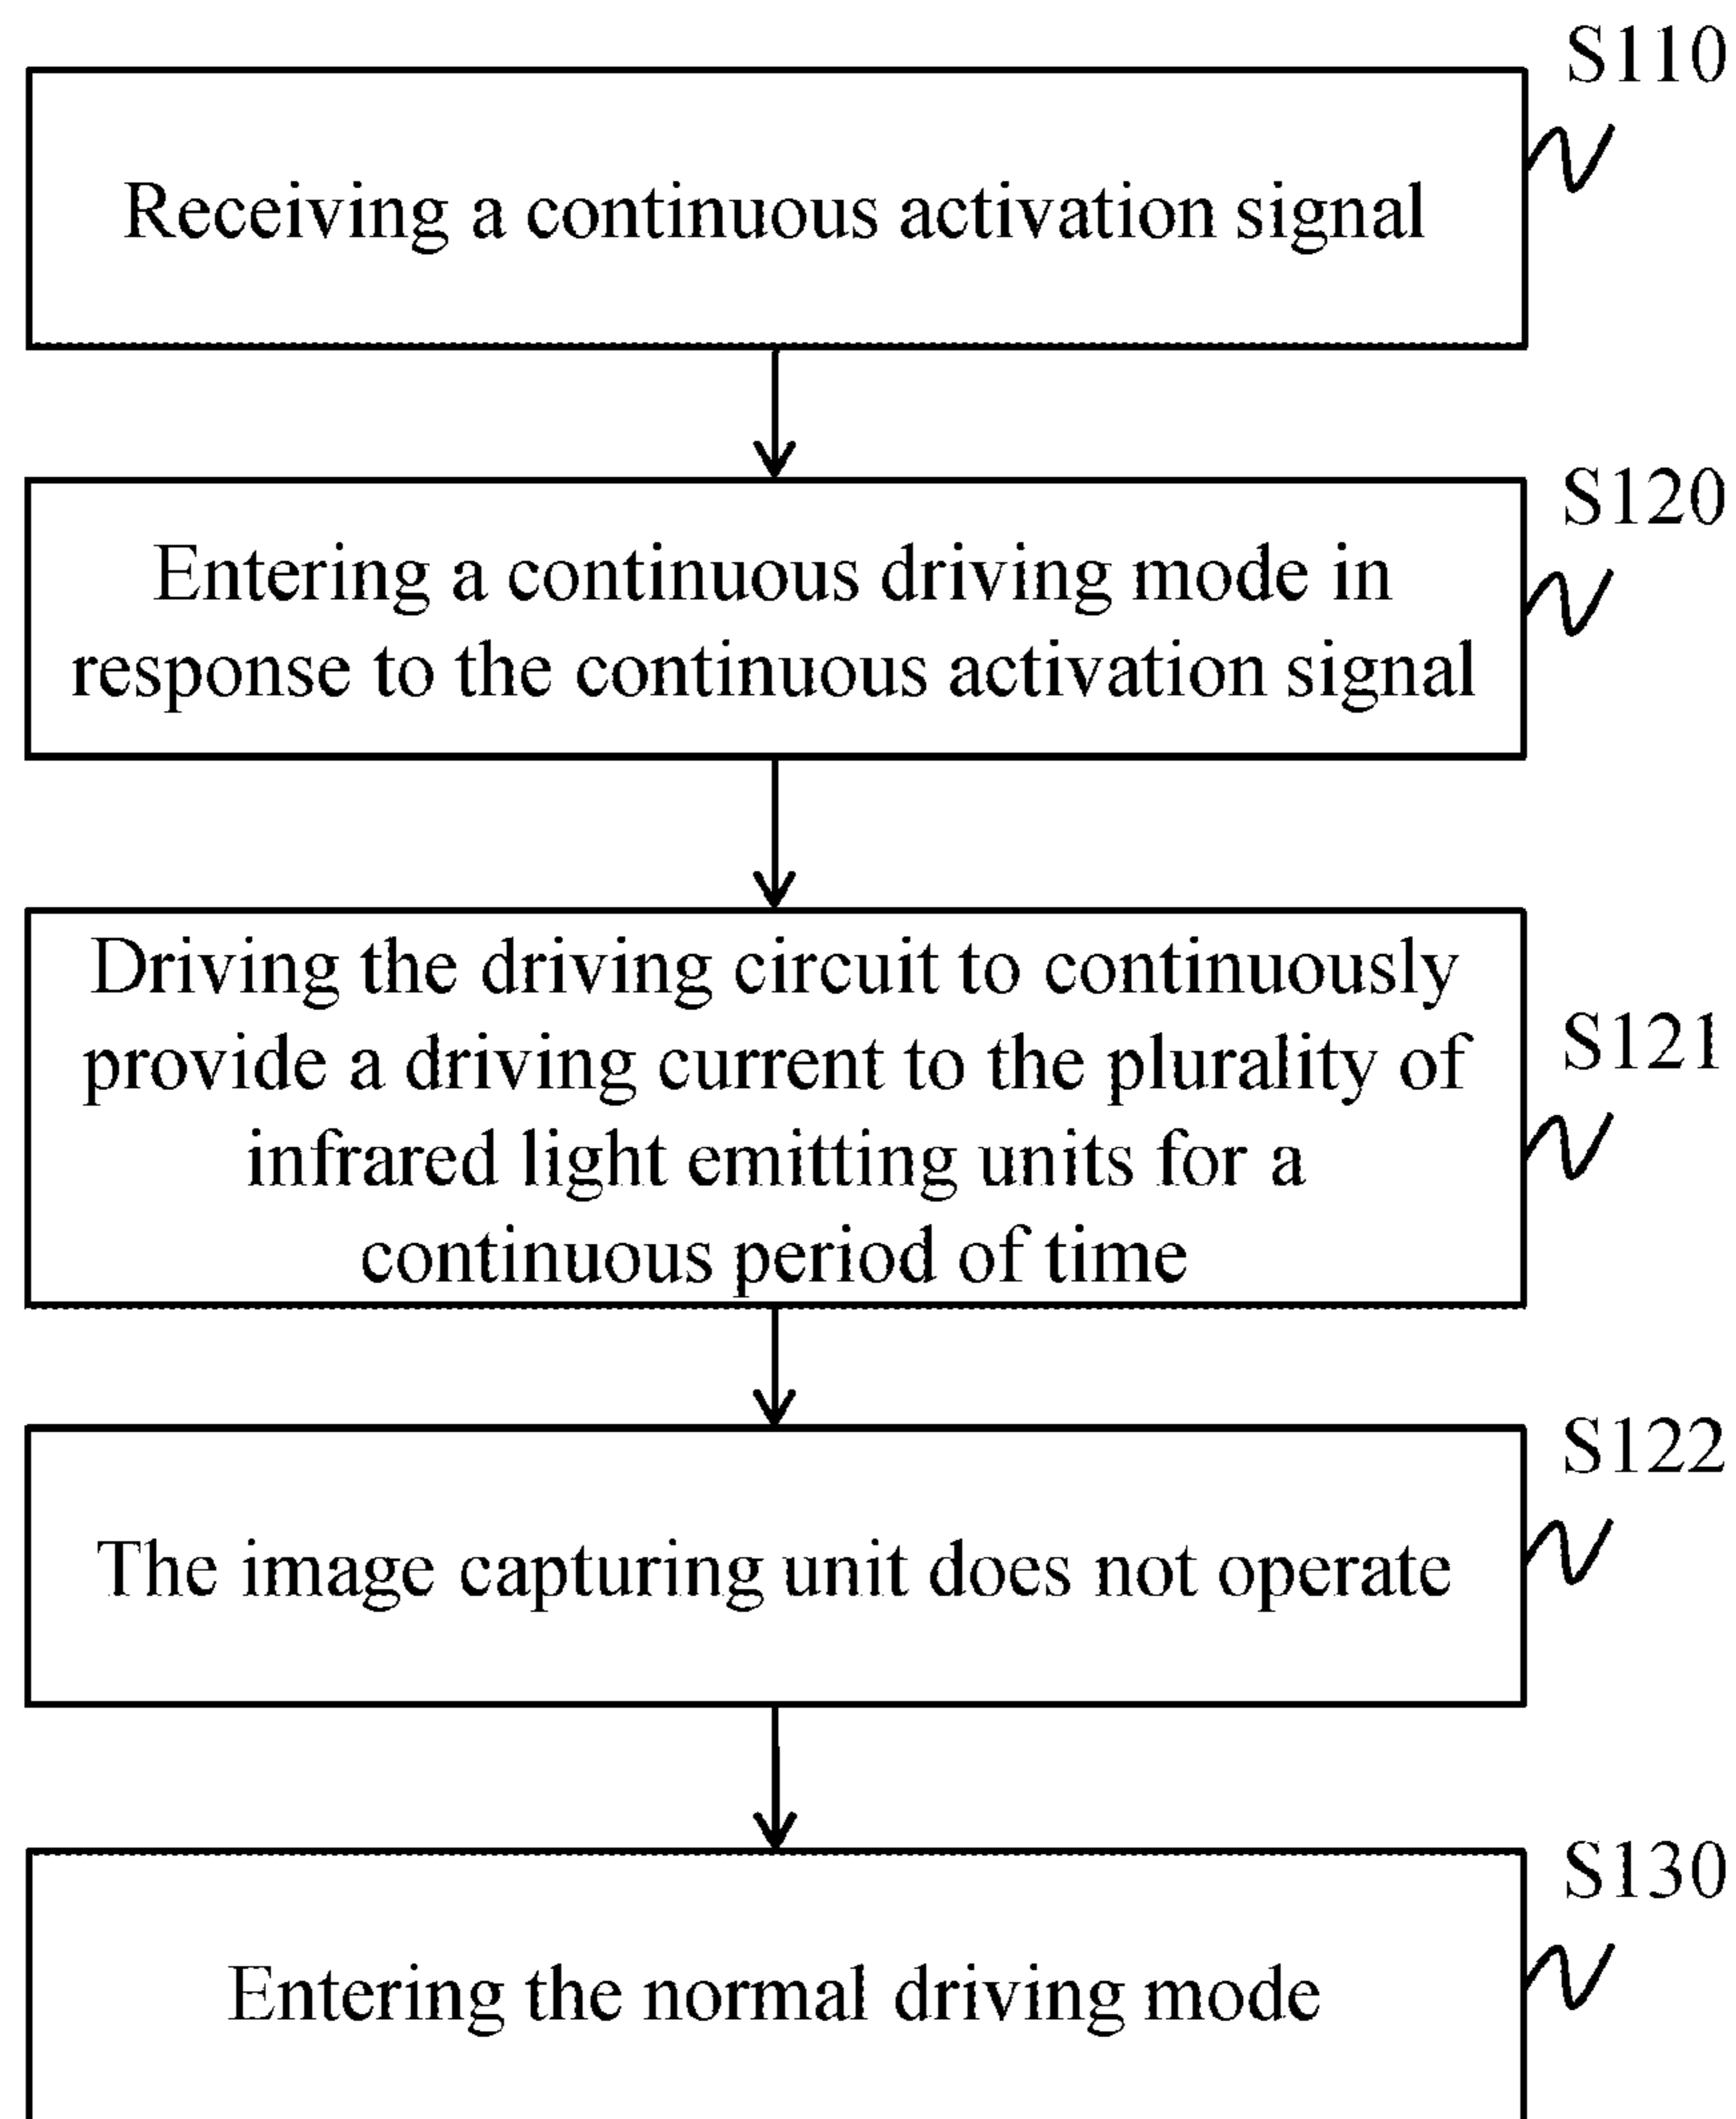 S110
Receiving a continuous activation signal
S120
Entering a continuous driving mode in
response to the continuous activation signal
Driving the driving circuit to continuously
provide a driving current to the plurality of
infrared light emitting units for a
continuous period of time
S121
S122
The image capturing unit does not operate
S130
Entering the normal driving mode